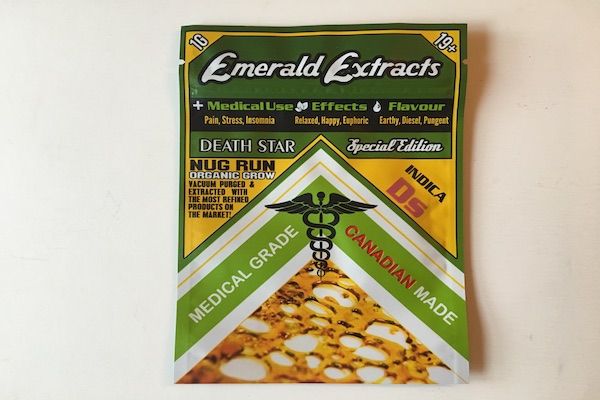 1G
19+
Emerald Extracts
+ Medical Use Effects Flavour
Pain, Stress, Insomnia Relaxed, Happy, Euphoric Earthy, Diesel, Pungent
DEATH STAR Special Edition
NUG RUN
ORGANIC GROW
VACUUM PURGED &
EXTRACTED WITH
THE MOST REFINED
PRODUCTS ON
THE MARKET!
INDICA
Ds
MEDICAL GRADE
CANADIAN MADE